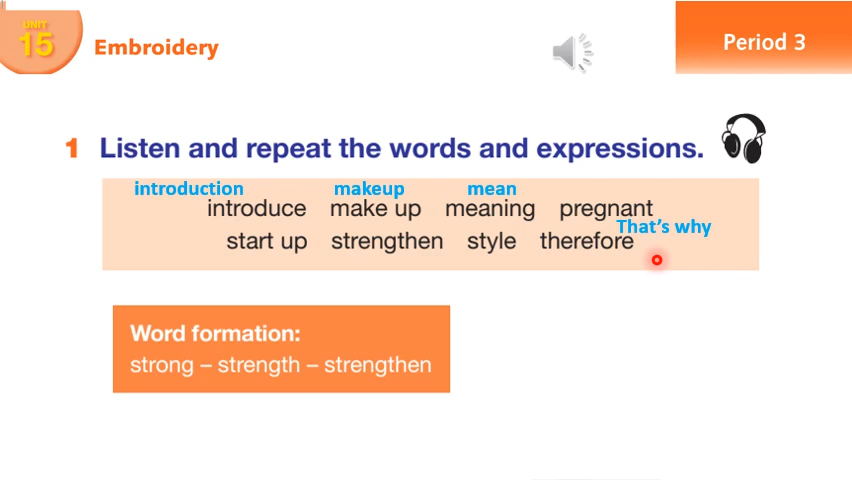 UNIT
15
Embroidery
Period 3
1 Listen and repeat the words and expressions.
introduction makeup mean
introduce make up meaning pregnant
That's why
start up strengthen style therefore
Word formation:
strong – strength – strengthen